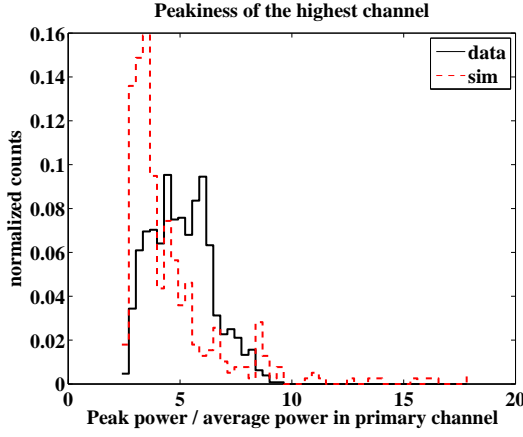 Peakiness of the highest channel
0.16
0.14
0.12
0.1
0.08
0.06
0.04
0.02
0
normalized counts
data
sim
0 5 10 15 20
Peak power / average power in primary channel